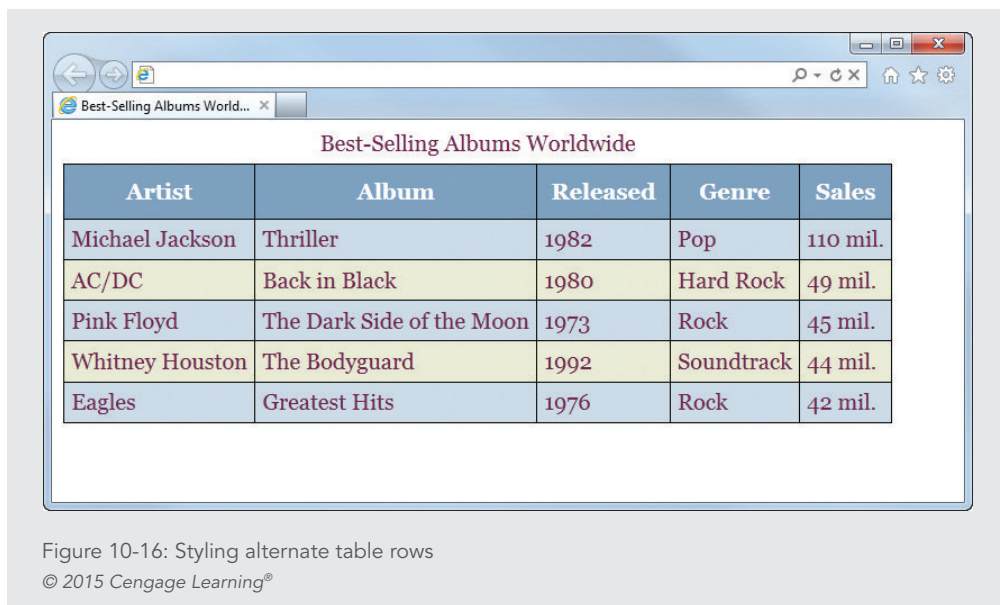 Best-Selling Albums World...
Best-Selling Albums Worldwide
Artist Album Released Genre Sales
Michael Jackson Thriller 1982 Pop 110 mil.
AC/DC Back in Black 1980 Hard Rock 49 mil.
Pink Floyd The Dark Side of the Moon 1973 Rock 45 mil.
Whitney Houston The Bodyguard 1992 Soundtrack 44 mil.
Eagles Greatest Hits 1976 Rock 42 mil.
Figure 10-16: Styling alternate table rows
© 2015 Cengage Learning®